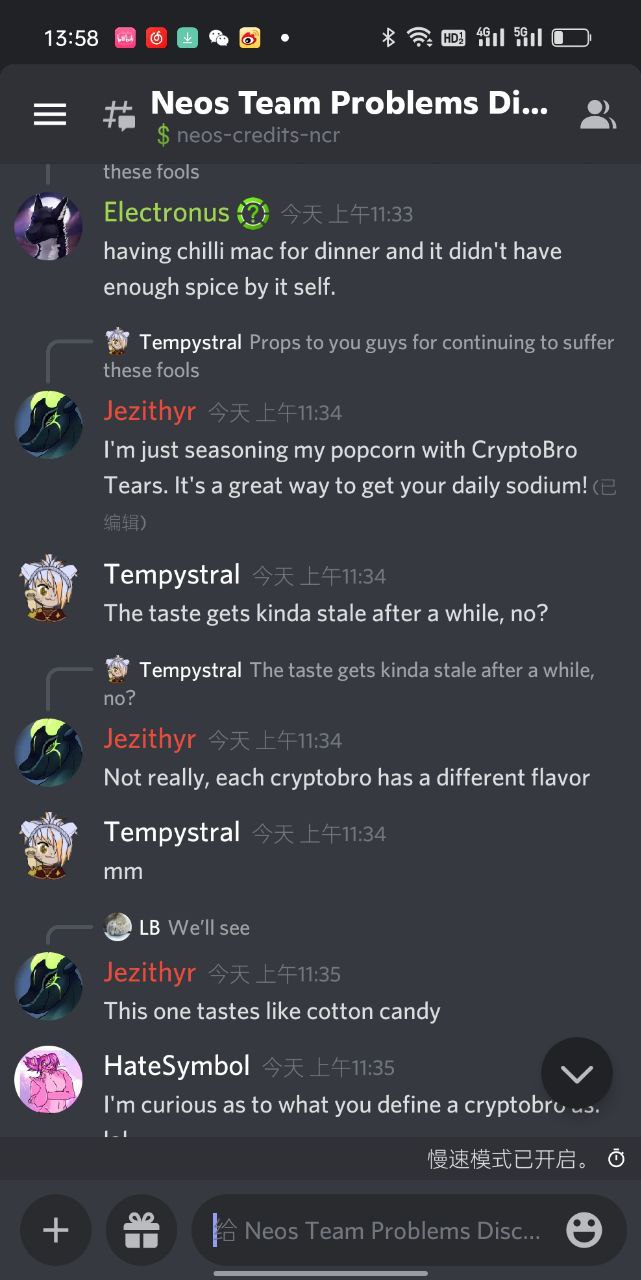 13:58
HD 4G 5G
Neos Team Problems Di...
$ neos-credits-ncr
these fools
Electronus 今天 上午11:33
having chilli mac for dinner and it didn't have
enough spice by it self.
Tempystral Props to you guys for continuing to suffer
these fools
Jezithyr 今天 上午11:34
I'm just seasoning my popcorn with CryptoBro
Tears. It's a great way to get your daily sodium! (已
编辑)
Tempystral 今天 上午11:34
The taste gets kinda stale after a while, no?
Tempystral The taste gets kinda stale after a while,
no?
Jezithyr 今天 上午11:34
Not really, each cryptobro has a different flavor
Tempystral 今天 上午11:34
mm
LB We'll see
Jezithyr 今天 上午11:35
This one tastes like cotton candy
HateSymbol 今天 上午11:35
I'm curious as to what you define a cryptobro as.
慢速模式已开启。
给 Neos Team Problems Disc...